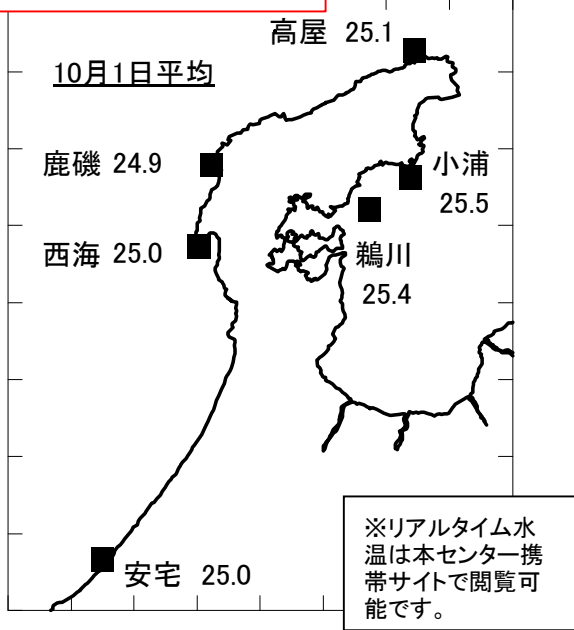 高屋 25.1
10月1日平均
鹿磯 24.9
小浦
25.5
西海 25.0
鵜川
25.4
安宅 25.0
※リアルタイム水
温は本センター携
帯サイトで閲覧可
能です。